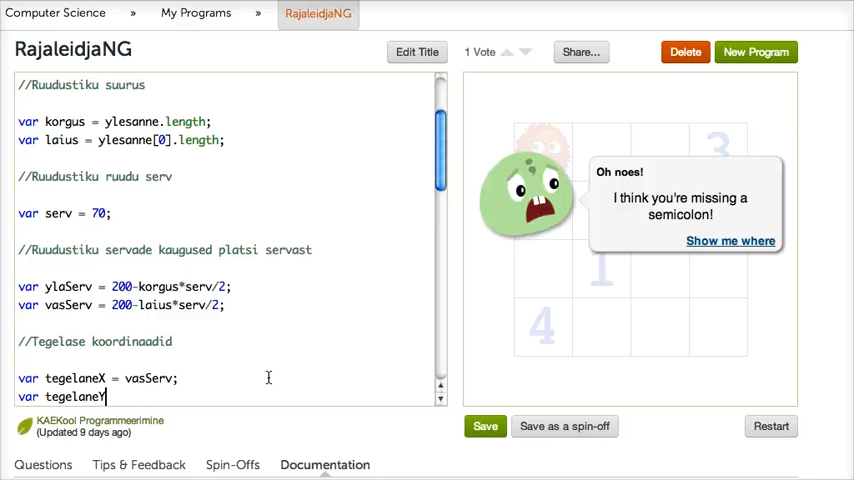 Computer Science » My Programs » RajaleidjaNG
RajaleidjaNG
Edit Title
1 Vote
Share...
Delete
New Program
//Ruudustiku suurus
var korgus = ylesanne.length;
var laius = ylesanne[0].length;
//Ruudustiku ruudu serv
var serv = 70;
//Ruudustiku servade kaugused platsi servast
var ylaServ = 200-korgus*serv/2;
var vasServ = 200-laius*serv/2;
//Tegelase koordinaadid
var tegelaneX = vasServ;
var tegelaneY
3
Oh noes!
I think you're missing a
semicolon!
Show me where
1
4
KAEKool Programmeerimine
(Updated 9 days ago)
Save
Save as a spin-off
Restart
Questions
Tips & Feedback
Spin-Offs
Documentation